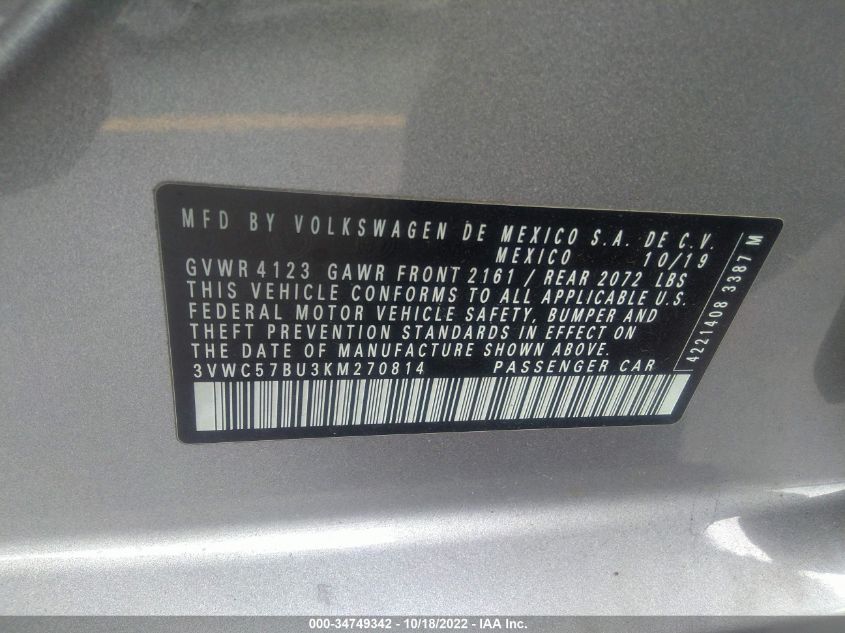 MFD BY VOLKSWAGEN DE MEXICO S.A. DE C.V.
MEXICO 10/19
GVWR 4123 GAWR FRONT 2161 / REAR 2072 LBS
THIS VEHICLE CONFORMS TO ALL APPLICABLE U.S.
FEDERAL MOTOR VEHICLE SAFETY, BUMPER AND
THEFT PREVENTION STANDARDS IN EFFECT ON
THE DATE OF MANUFACTURE SHOWN ABOVE.
3VWC57BU3KM270814 PASSENGER CAR
4221408 3387 M
000-34749342 - 10/18/2022 - IAA Inc.